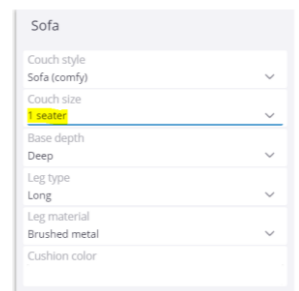 Sofa
Couch style
Sofa (comfy)
Couch size
1 seater
Base depth
Deep
Leg type
Long
Leg material
Brushed metal
Cushion color